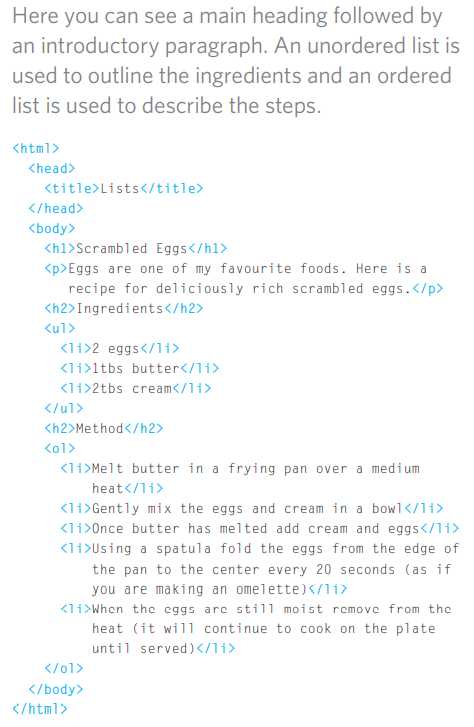 Here you can see a main heading followed by
an introductory paragraph. An unordered list is
used to outline the ingredients and an ordered
list is used to describe the steps.
<html>
<head>
<title>Lists</title>
</head>
<body>
<h1>Scrambled Eggs</h1>
<p>Eggs are one of my favourite foods. Here is a
recipe for deliciously rich scrambled eggs.</p>
<h2>Ingredients</h2>
<ul>
<li>2 eggs</li>
<li>1tbs butter</li>
<li>2tbs cream</li>
</ul>
<h2>Method</h2>
<ol>
<li>Melt butter in a frying pan over a medium
heat</li>
<li>Gently mix the eggs and cream in a bowl</li>
<li>Once butter has melted add cream and eggs</li>
<li>Using a spatula fold the eggs from the edge of
the pan to the center every 20 seconds (as if
you are making an omelette)</li>
<li>When the eggs are still moist remove from the
heat (it will continue to cook on the plate
until served)</li>
</ol>
</body>
</html>